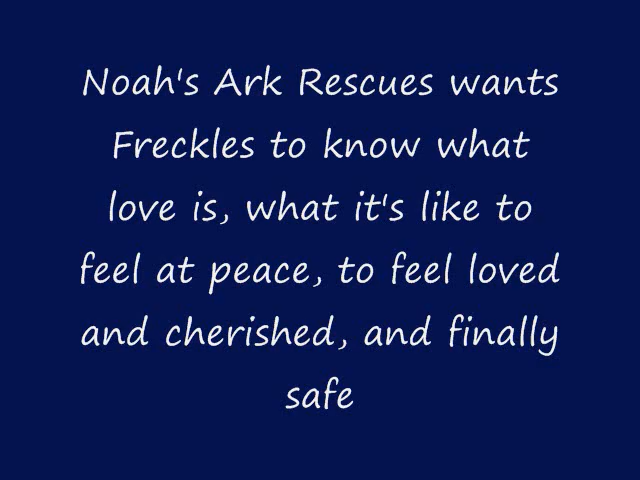 Noah's Ark Rescues wants
Freckles to know what
love is, what it's like to
feel at peace, to feel loved
and cherished, and finally
safe